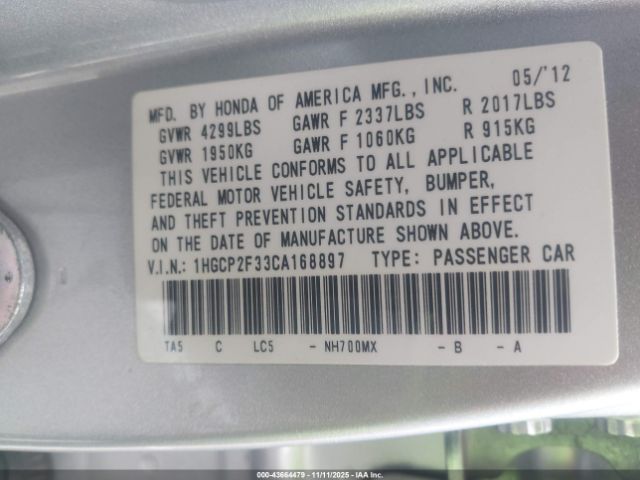 MFD. BY HONDA OF AMERICA MFG., INC. 05/'12
GVWR 4299LBS GAWR F 2337LBS R 2017LBS
GVWR 1950KG GAWR F 1060KG R 915KG
THIS VEHICLE CONFORMS TO ALL APPLICABLE
FEDERAL MOTOR VEHICLE SAFETY, BUMPER,
AND THEFT PREVENTION STANDARDS IN EFFECT
ON THE DATE OF MANUFACTURE SHOWN ABOVE.
V.I.N.: 1HGCP2F33CA168897 TYPE: PASSENGER CAR
TA5 C LC5 - NH700MX - B - A
000-43664479 - 11/11/2025 - IAA Inc.